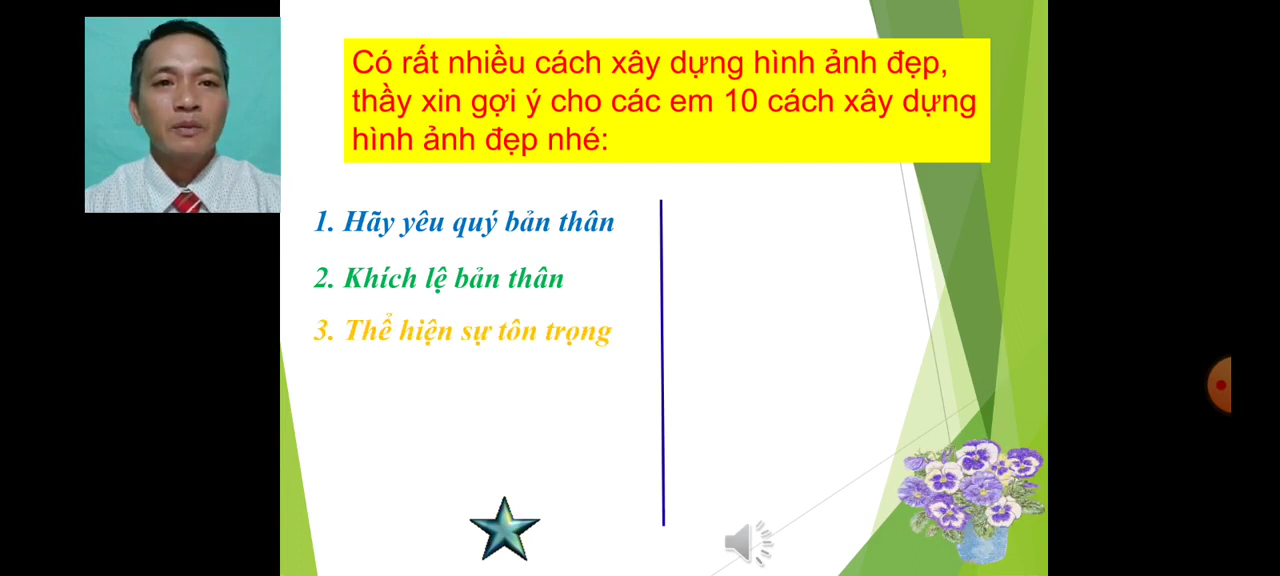 Có rất nhiều cách xây dựng hình ảnh đẹp,
thầy xin gợi ý cho các em 10 cách xây dựng
hình ảnh đẹp nhé:
1. Hãy yêu quý bản thân
2. Khích lệ bản thân
3. Thể hiện sự tôn trọng